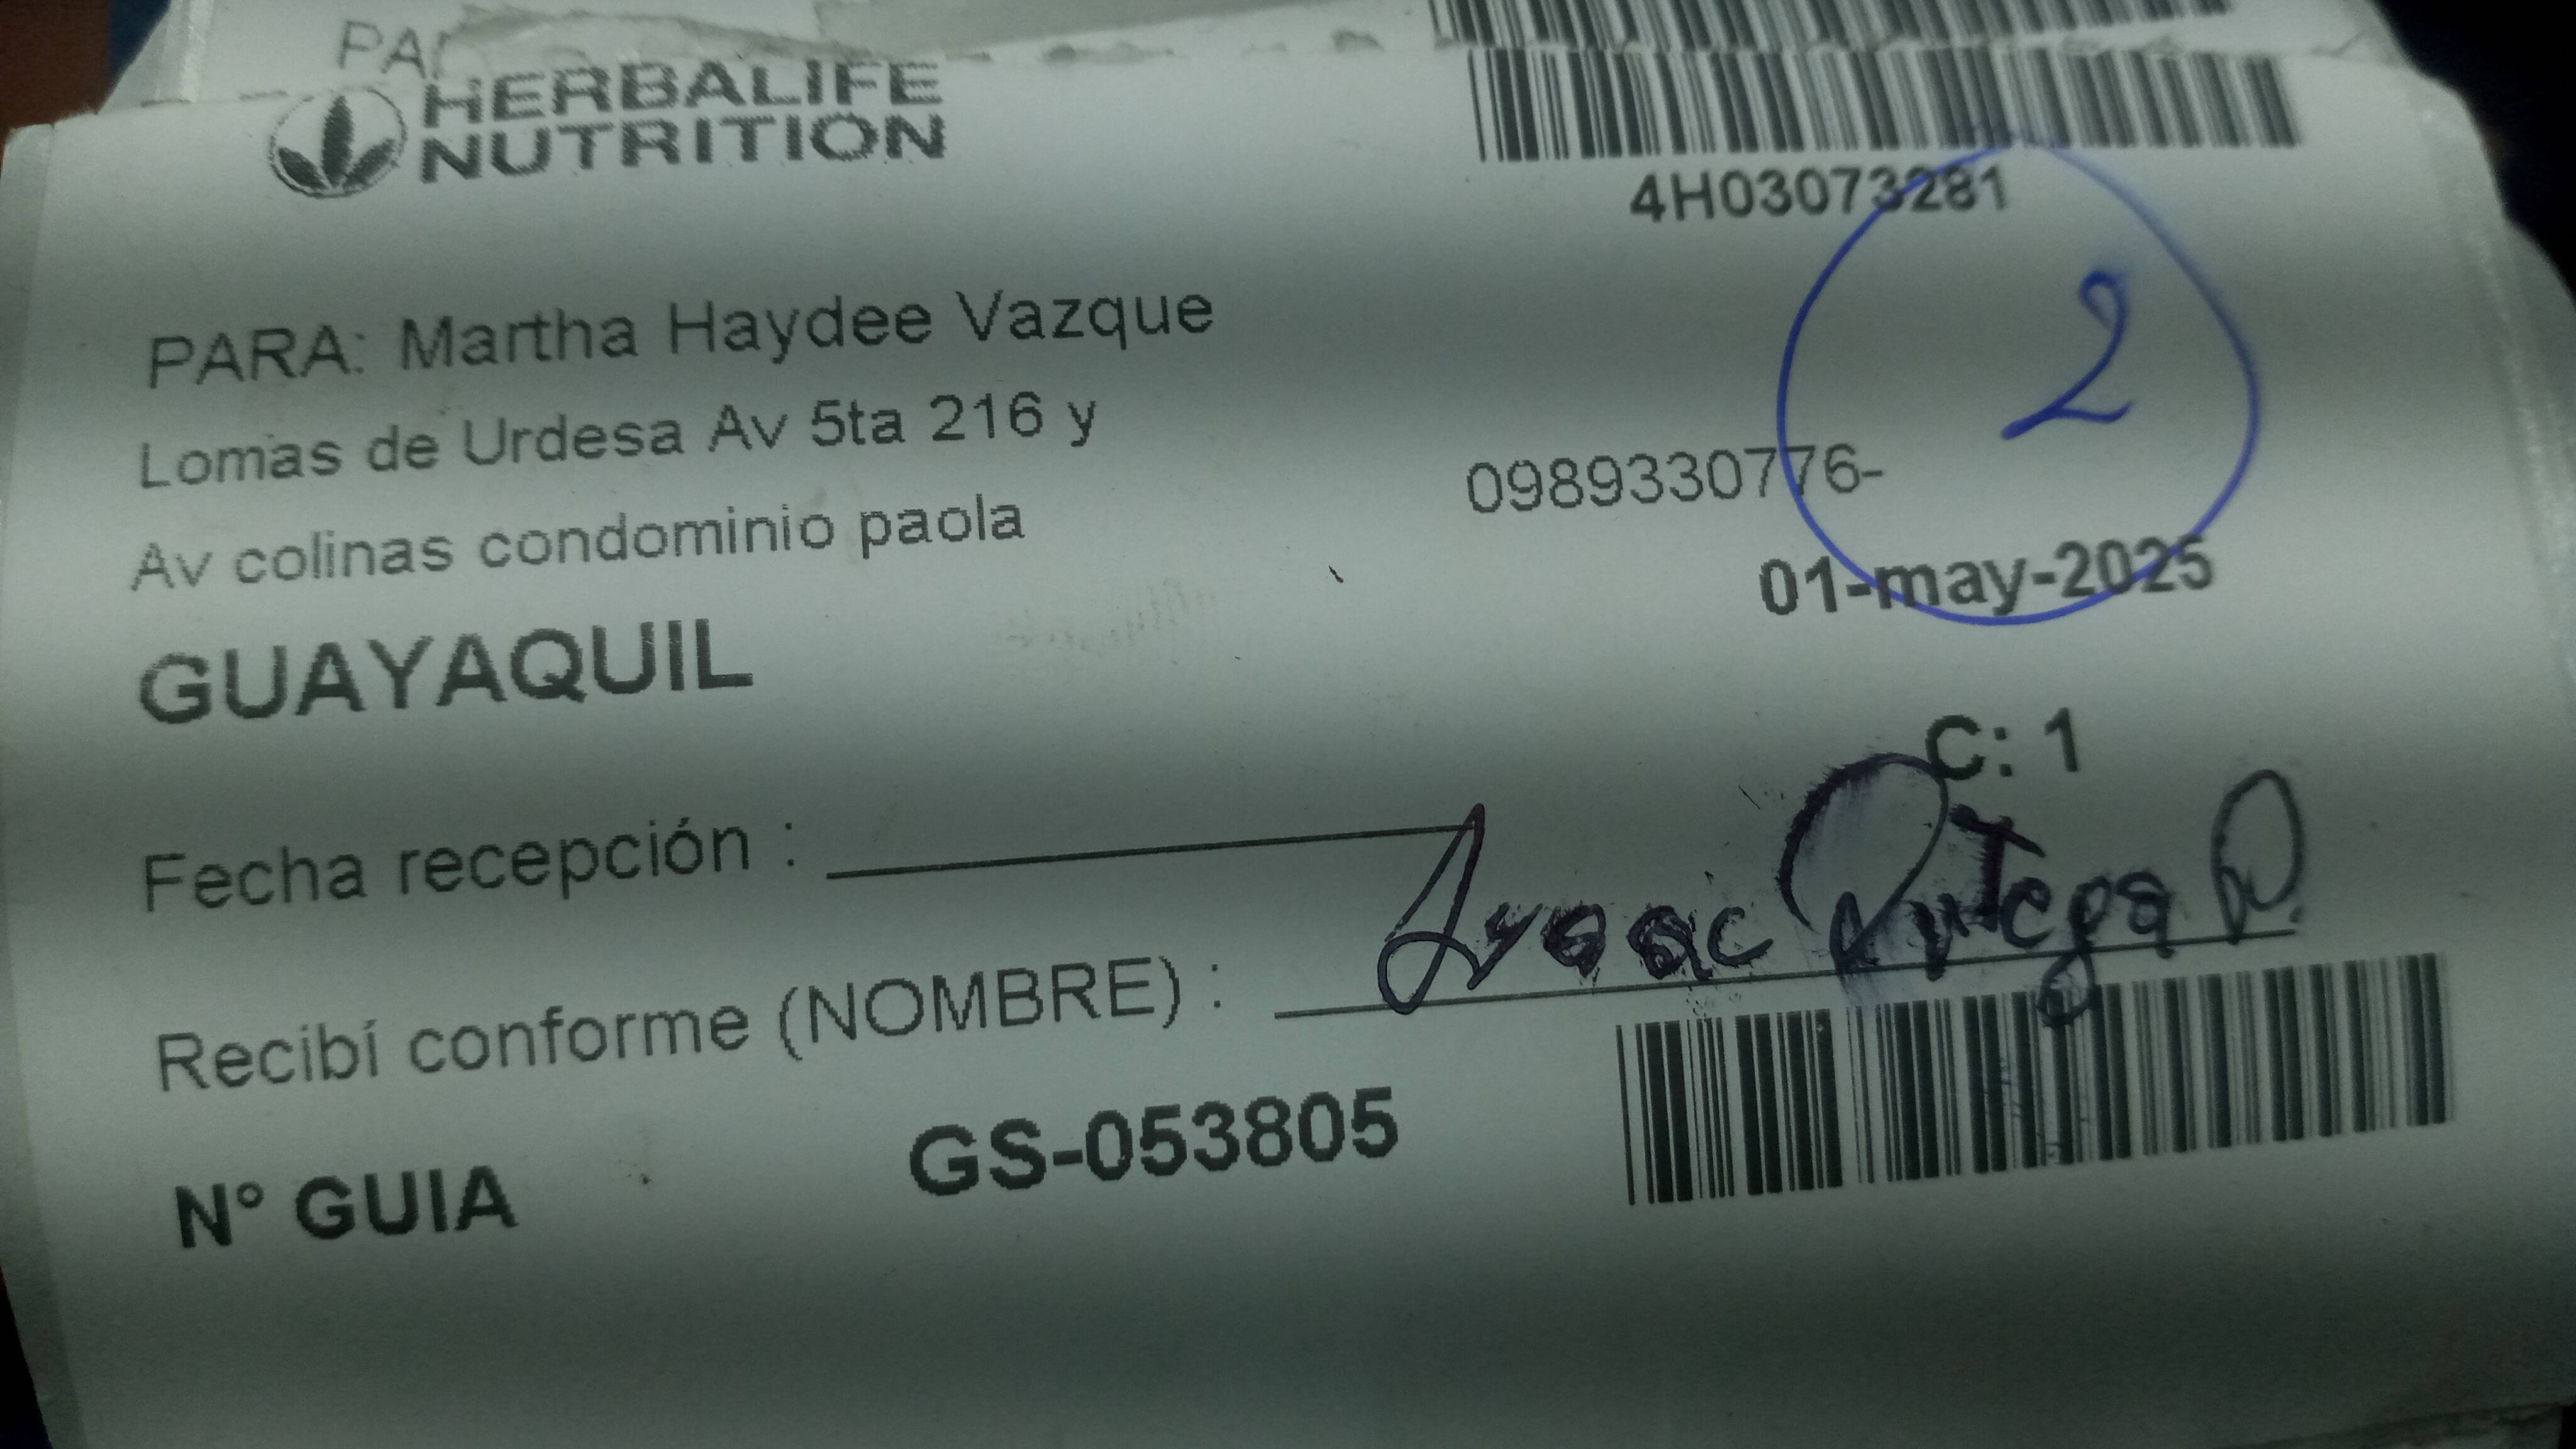 HERBALIFE
NUTRITION
4H03073281
2
PARA: Martha Haydee Vazque
Lomas de Urdesa Av 5ta 216 y
0989330776-
Av colinas condominio paola
01-may-2025
GUAYAQUIL
C: 1
Fecha recepción :
Recibí conforme (NOMBRE) :
N° GUIA GS-053805